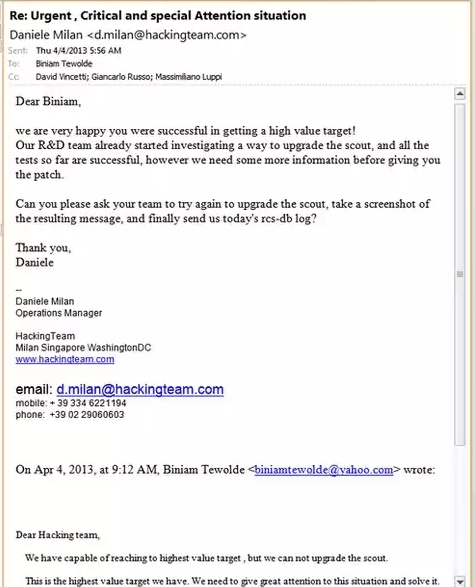 Re: Urgent , Critical and special Attention situation
Daniele Milan <d.milan@hackingteam.com>
Sent: Thu 4/4/2013 5:56 AM
To: Biniam Tewolde
Cc: David Vincetti; Giancarlo Russo; Massimiliano Luppi
Dear Biniam,
we are very happy you were successful in getting a high value target!
Our R&D team already started investigating a way to upgrade the scout, and all the
tests so far are successful, however we need some more information before giving you
the patch.
Can you please ask your team to try again to upgrade the scout, take a screenshot of
the resulting message, and finally send us today's rcs-db log?
Thank you,
Daniele
--
Daniele Milan
Operations Manager
HackingTeam
Milan Singapore WashingtonDC
www.hackingteam.com
email: d.milan@hackingteam.com
mobile: + 39 334 6221194
phone: +39 02 29060603
On Apr 4, 2013, at 9:12 AM, Biniam Tewolde <biniamtewolde@yahoo.com> wrote:
Dear Hacking team,
We have capable of reaching to highest value target , but we can not upgrade the scout.
This is the highest value target we have. We need to give great attention to this situation and solve it.